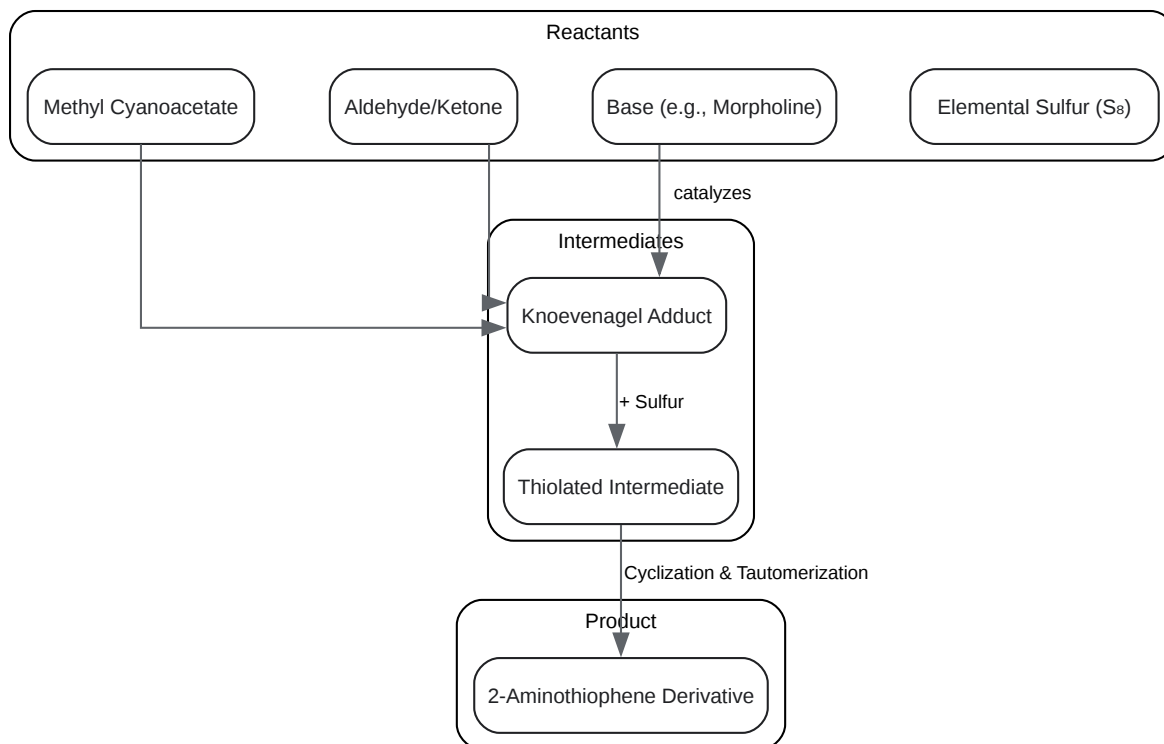 Reactants
Methyl Cyanoacetate
Aldehyde/Ketone
Base (e.g., Morpholine)
Elemental Sulfur (S₈)
catalyzes
Intermediates
Knoevenagel Adduct
+ Sulfur
Thiolated Intermediate
Cyclization & Tautomerization
Product
2-Aminothiophene Derivative